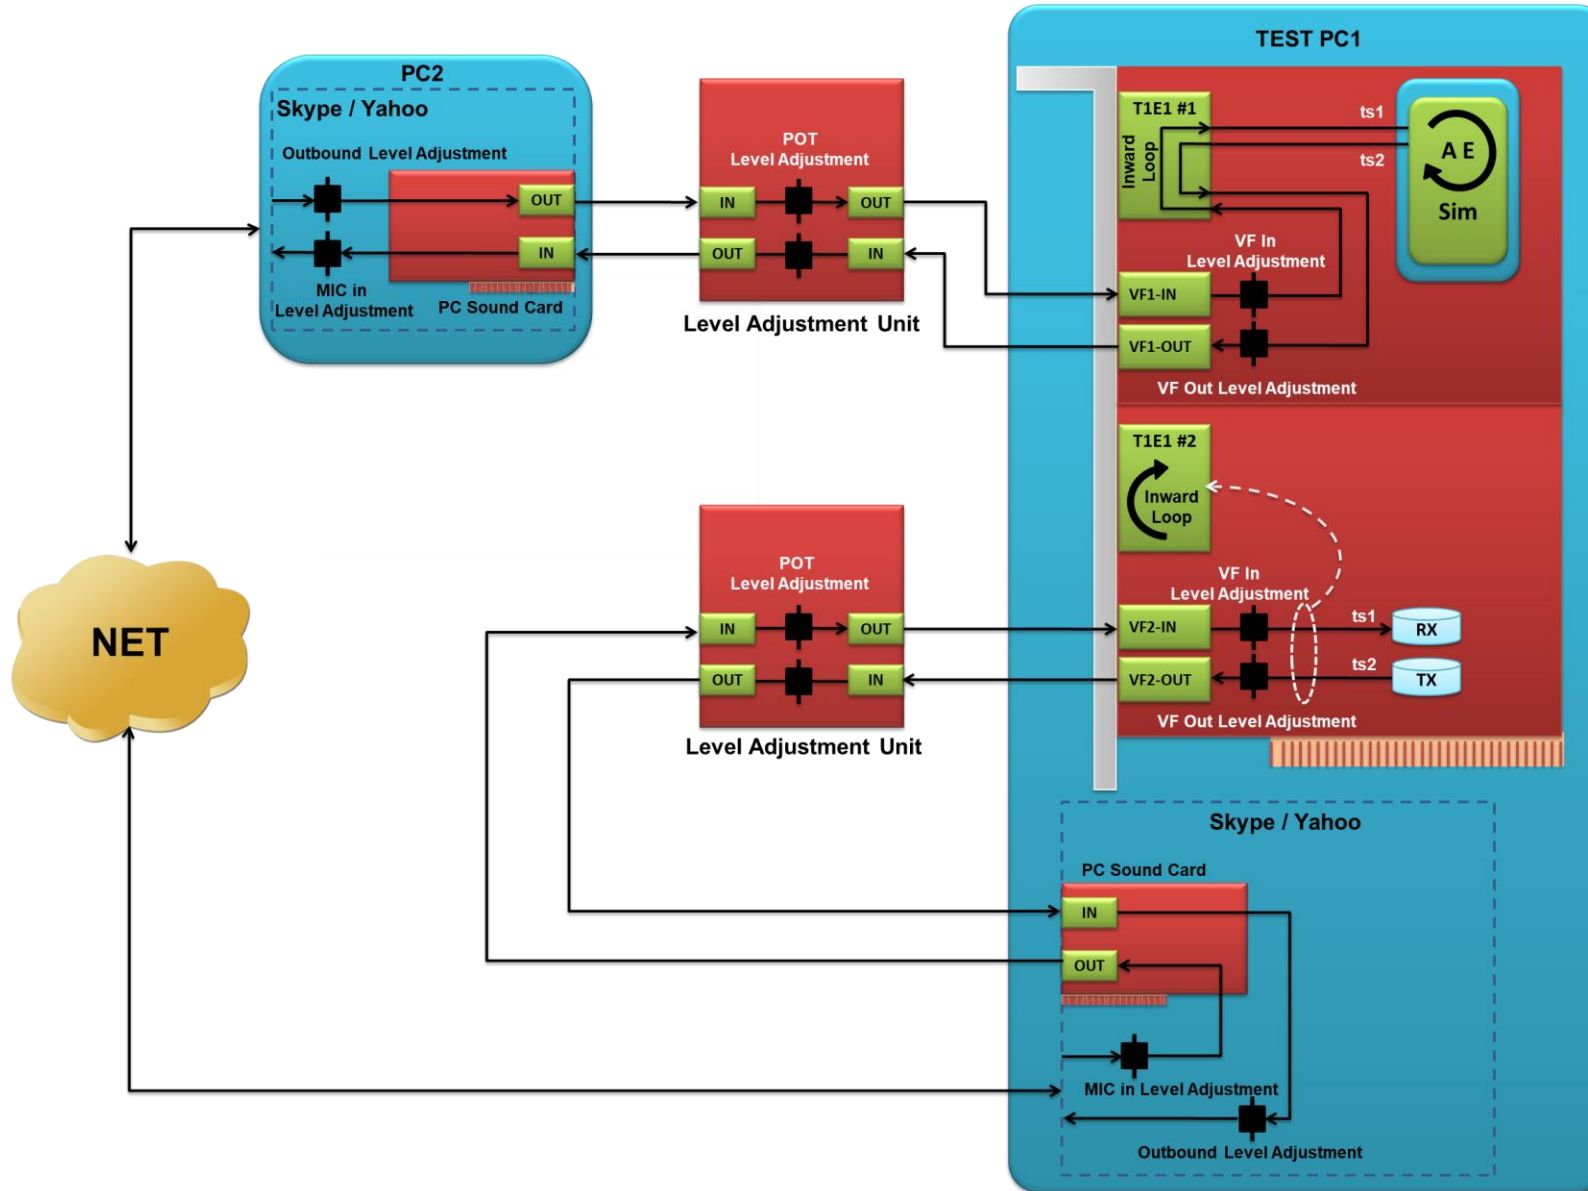 TEST PC1
PC2
Skype / Yahoo
Outbound Level Adjustment
OUT
IN
MIC in
Level Adjustment
PC Sound Card
POT
Level Adjustment
IN
OUT
OUT
IN
Level Adjustment Unit
T1E1 #1
Inward
Loop
ts1
ts2
A E
Sim
VF In
Level Adjustment
VF1-IN
VF1-OUT
VF Out Level Adjustment
T1E1 #2
Inward
Loop
POT
Level Adjustment
IN
OUT
OUT
IN
Level Adjustment Unit
VF In
Level Adjustment
VF2-IN
ts1
RX
VF2-OUT
ts2
TX
VF Out Level Adjustment
NET
Skype / Yahoo
PC Sound Card
IN
OUT
MIC in Level Adjustment
Outbound Level Adjustment